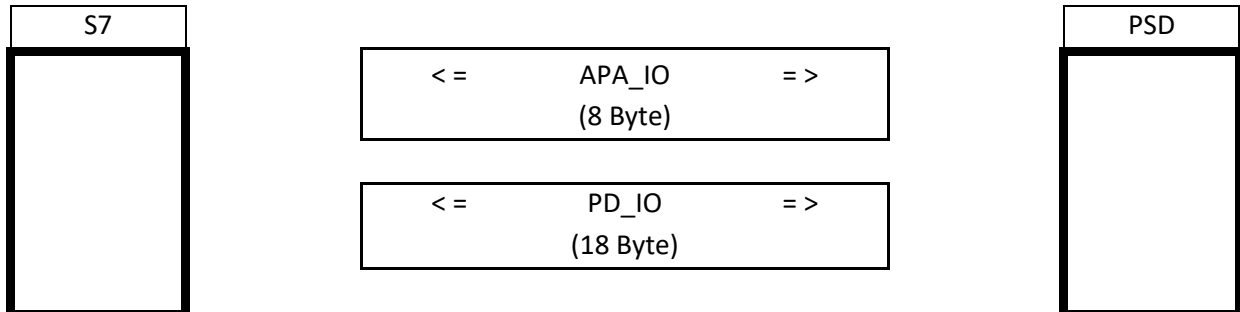 S7
PSD
< = APA_IO = >
(8 Byte)
< = PD_IO = >
(18 Byte)